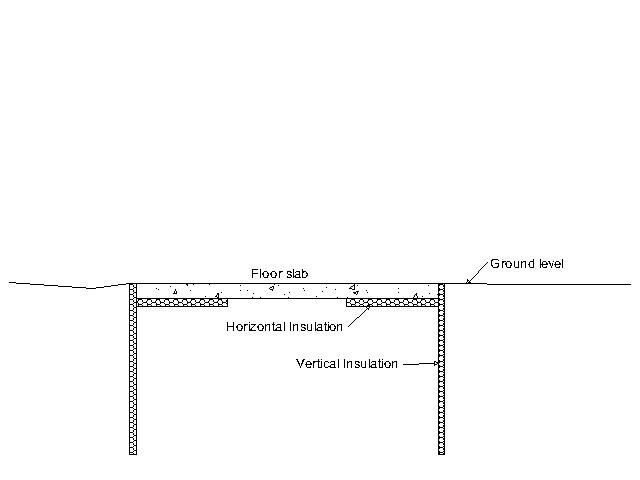 Ground level
Floor slab
Horizontal Insulation
Vertical Insulation